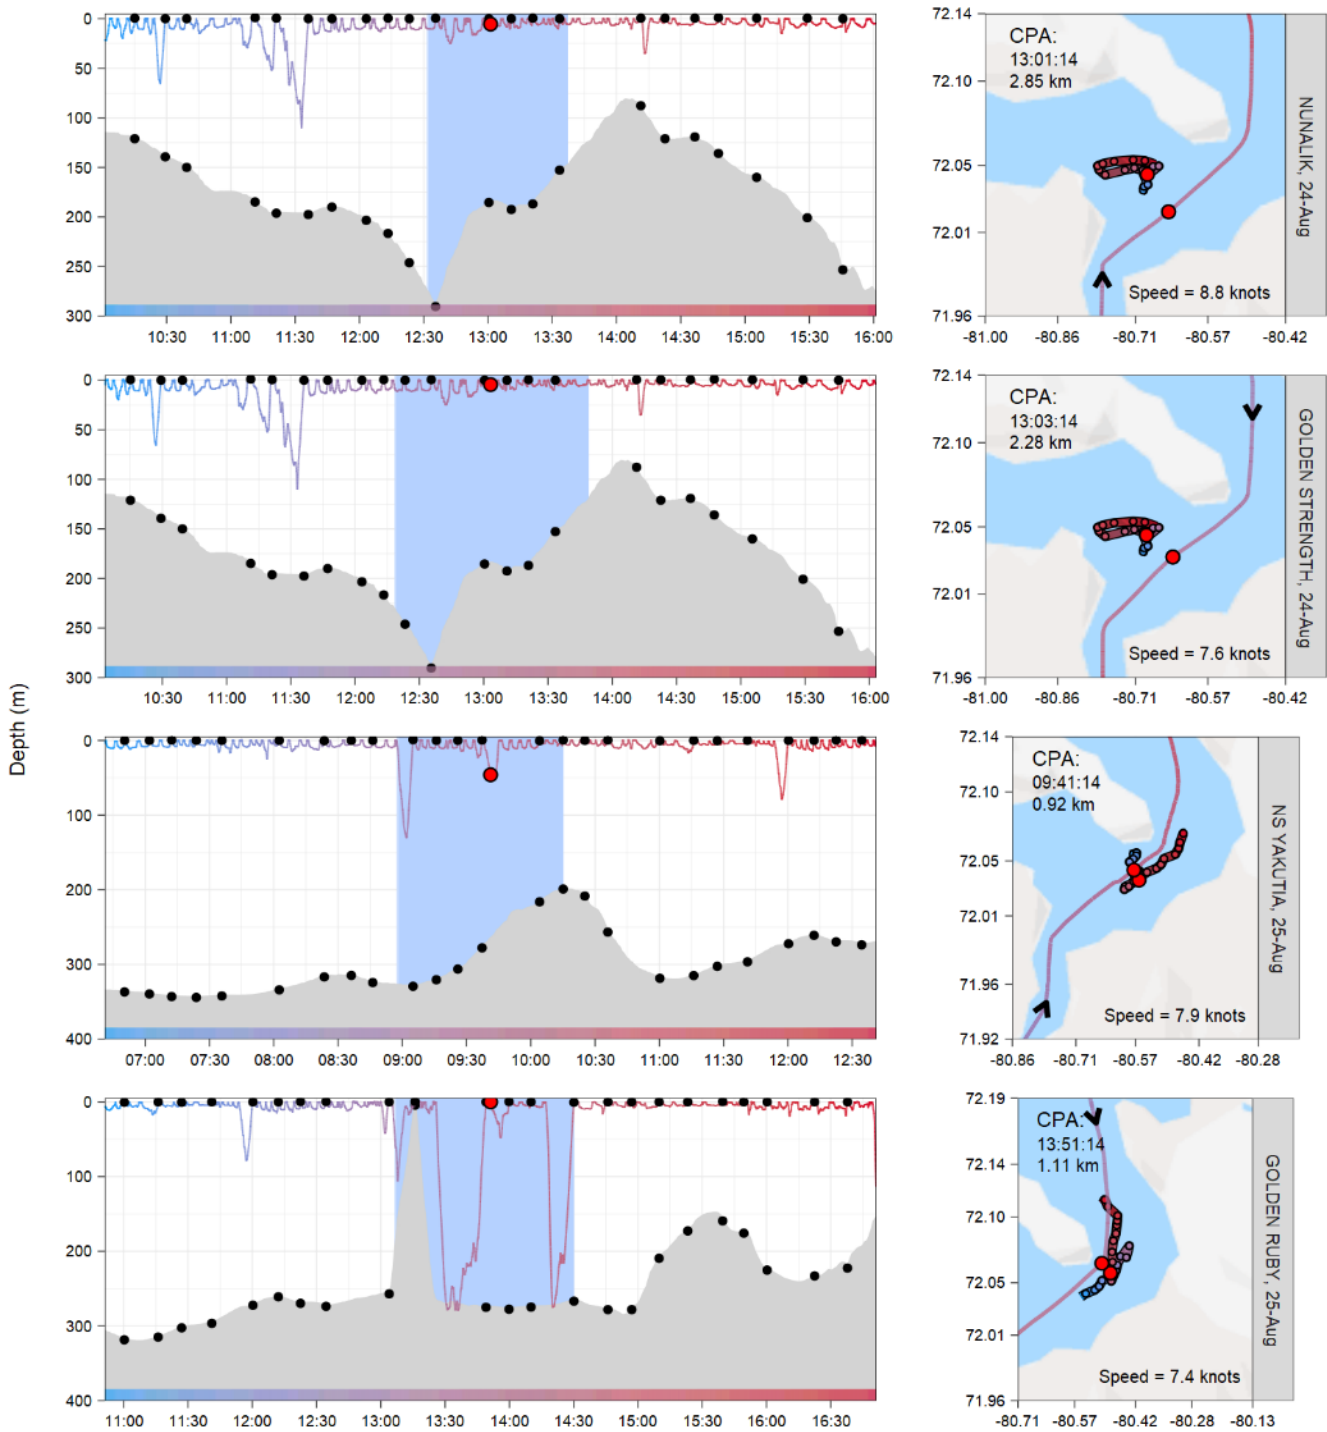 Depth (m)
0
50
100
150
200
250
300
10:30 11:00 11:30 12:00 12:30 13:00 13:30 14:00 14:30 15:00 15:30 16:00
72.14
72.10
72.05
72.01
71.96
CPA:
13:01:14
2.85 km
Speed = 8.8 knots
-81.00 -80.86 -80.71 -80.57 -80.42
NUNALIK, 24-Aug
0
50
100
150
200
250
300
10:30 11:00 11:30 12:00 12:30 13:00 13:30 14:00 14:30 15:00 15:30 16:00
72.14
72.10
72.05
72.01
71.96
CPA:
13:03:14
2.28 km
Speed = 7.6 knots
-81.00 -80.86 -80.71 -80.57 -80.42
GOLDEN STRENGTH, 24-Aug
0
100
200
300
400
07:00 07:30 08:00 08:30 09:00 09:30 10:00 10:30 11:00 11:30 12:00 12:30
72.14
72.10
72.05
72.01
71.96
71.92
CPA:
09:41:14
0.92 km
Speed = 7.9 knots
-80.86 -80.71 -80.57 -80.42 -80.28
NS YAKUTIA, 25-Aug
0
100
200
300
400
11:00 11:30 12:00 12:30 13:00 13:30 14:00 14:30 15:00 15:30 16:00 16:30
72.19
72.14
72.10
72.05
72.01
71.96
CPA:
13:51:14
1.11 km
Speed = 7.4 knots
-80.71 -80.57 -80.42 -80.28 -80.13
GOLDEN RUBY, 25-Aug